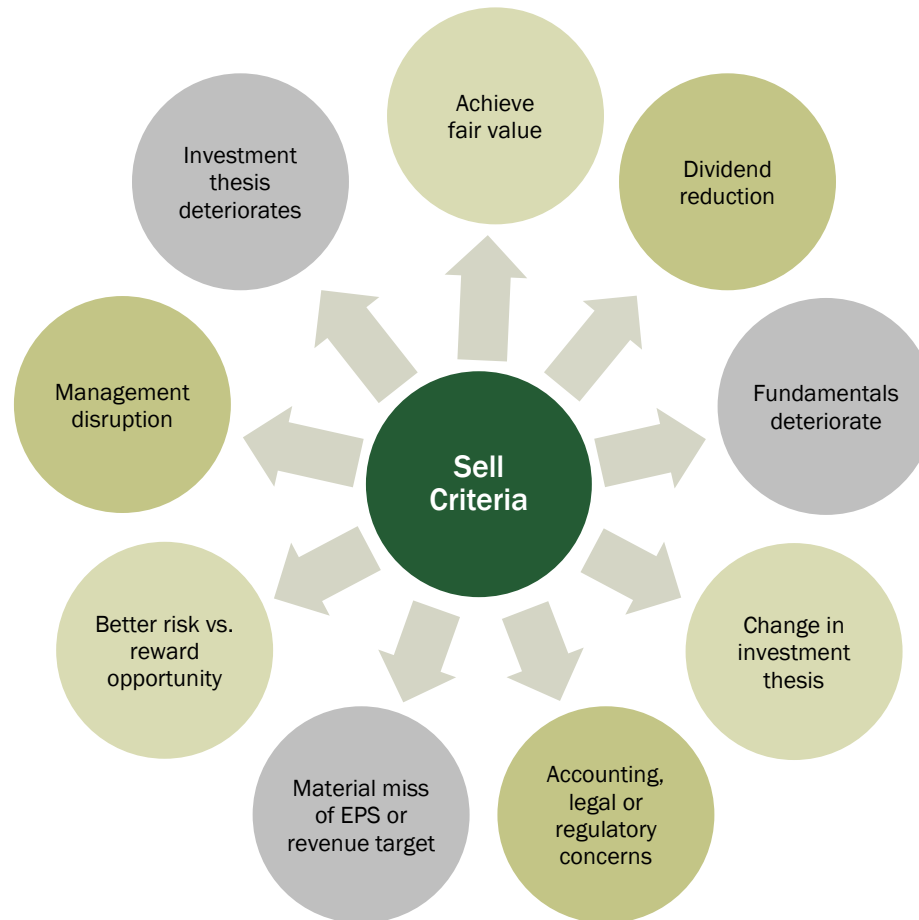 Achieve
fair value
Dividend
reduction
Fundamentals
deteriorate
Change in
investment
thesis
Accounting,
legal or
regulatory
concerns
Material miss
of EPS or
revenue target
Better risk vs.
reward
opportunity
Management
disruption
Investment
thesis
deteriorates
Sell
Criteria